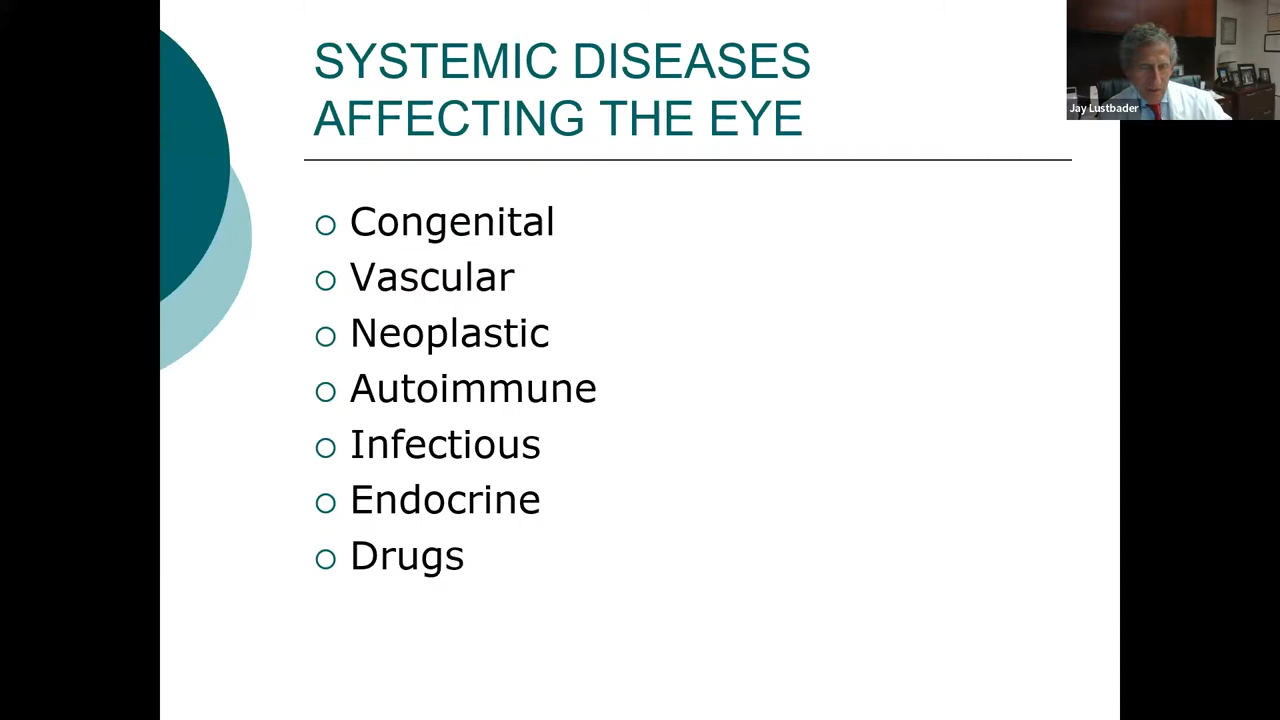 SYSTEMIC DISEASES
AFFECTING THE EYE
Jay Lustbader
Congenital
Vascular
Neoplastic
Autoimmune
Infectious
Endocrine
Drugs